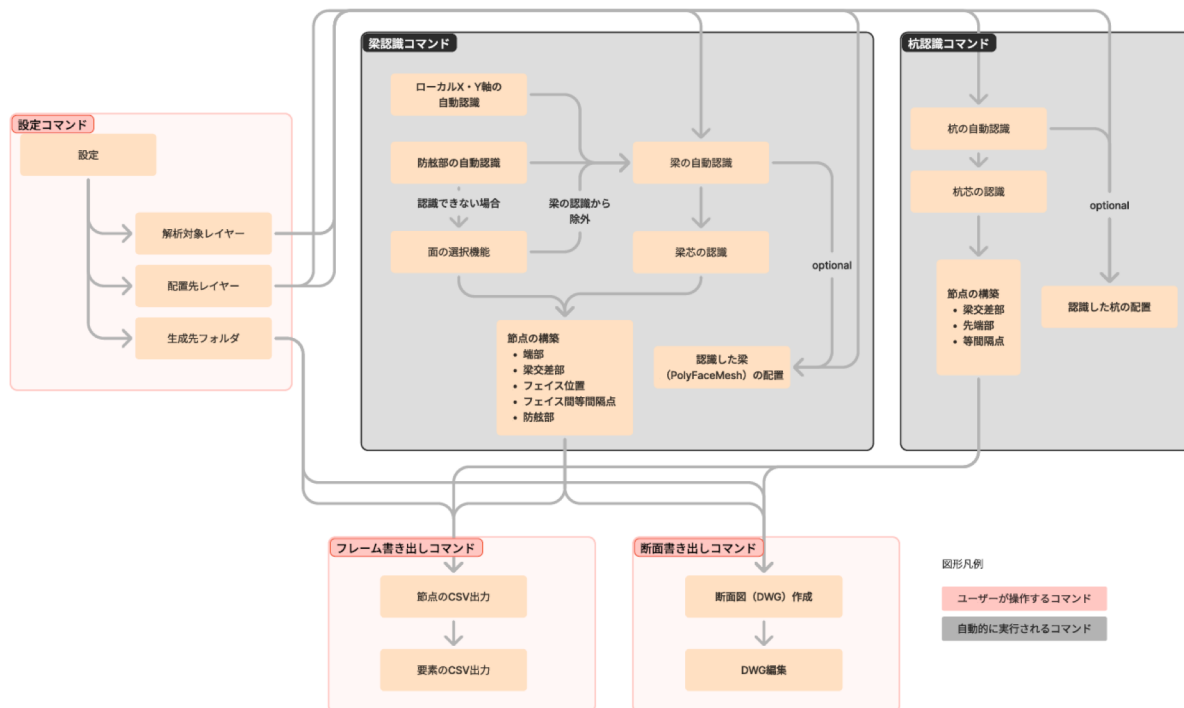 設定コマンド
設定
解析対象レイヤー
配置先レイヤー
生成先フォルダ
梁認識コマンド
ローカルX・Y軸の
自動認識
防舷部の自動認識
認識できない場合
面の選択機能
梁の認識から
除外
梁の自動認識
梁芯の認識
optional
節点の構築
• 端部
• 梁交差部
• フェイス位置
• フェイス間等間隔点
• 防舷部
認識した梁
（PolyFaceMesh）の配置
杭認識コマンド
杭の自動認識
杭芯の認識
optional
節点の構築
• 梁交差部
• 先端部
• 等間隔点
認識した杭の配置
フレーム書き出しコマンド
節点のCSV出力
要素のCSV出力
断面書き出しコマンド
断面図（DWG）作成
DWG編集
図形凡例
ユーザーが操作するコマンド
自動的に実行されるコマンド